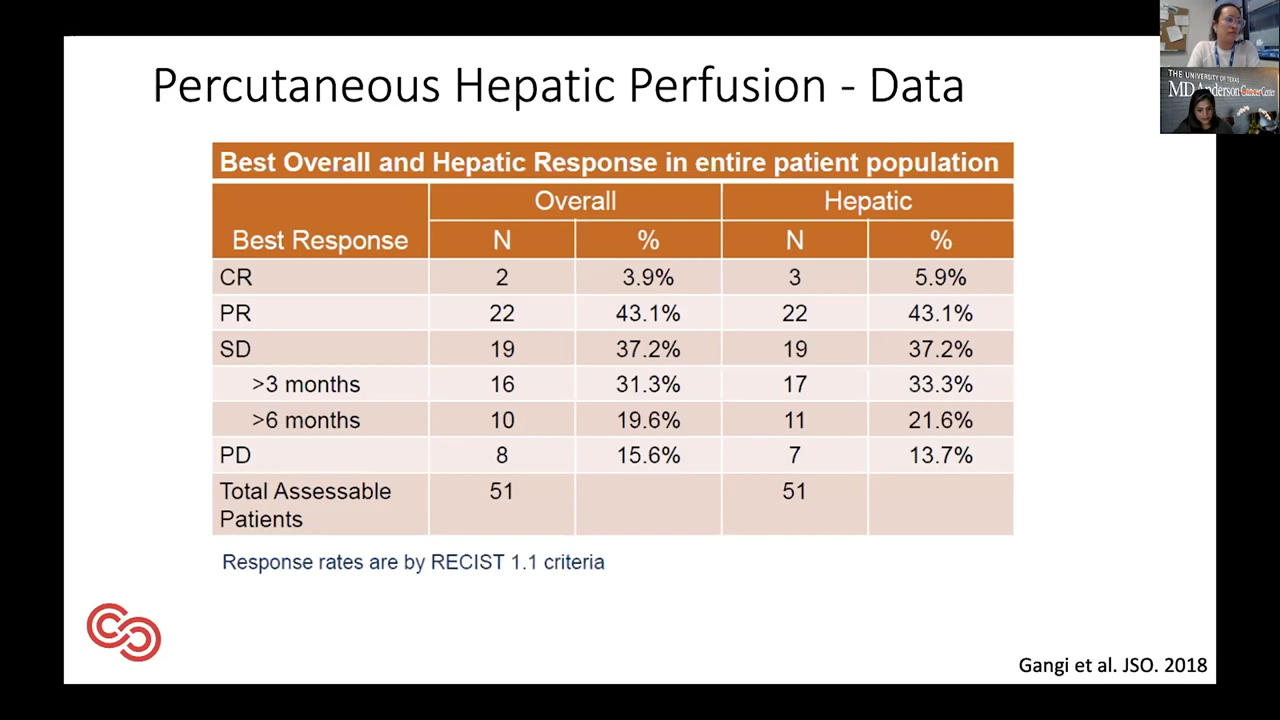 THE UNIVERSITY OF TEXAS
MD Anderson Cancer Center
Percutaneous Hepatic Perfusion - Data
Best Overall and Hepatic Response in entire patient population
Overall Hepatic
Best Response N % N %
CR 2 3.9% 3 5.9%
PR 22 43.1% 22 43.1%
SD 19 37.2% 19 37.2%
>3 months 16 31.3% 17 33.3%
>6 months 10 19.6% 11 21.6%
PD 8 15.6% 7 13.7%
Total Assessable 51 51
Patients
Response rates are by RECIST 1.1 criteria
Gangi et al. JSO. 2018